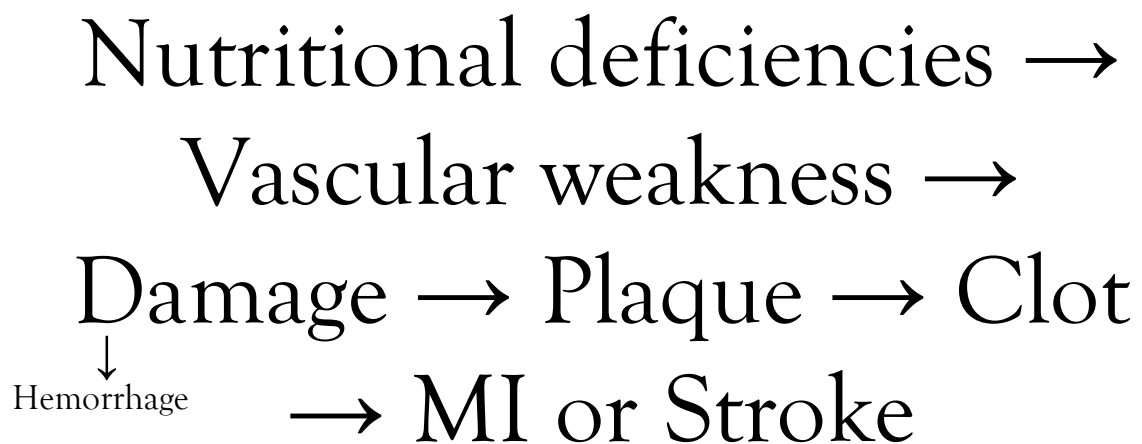 Nutritional deficiencies →
Vascular weakness →
Damage → Plaque → Clot
↓
Hemorrhage
→ MI or Stroke